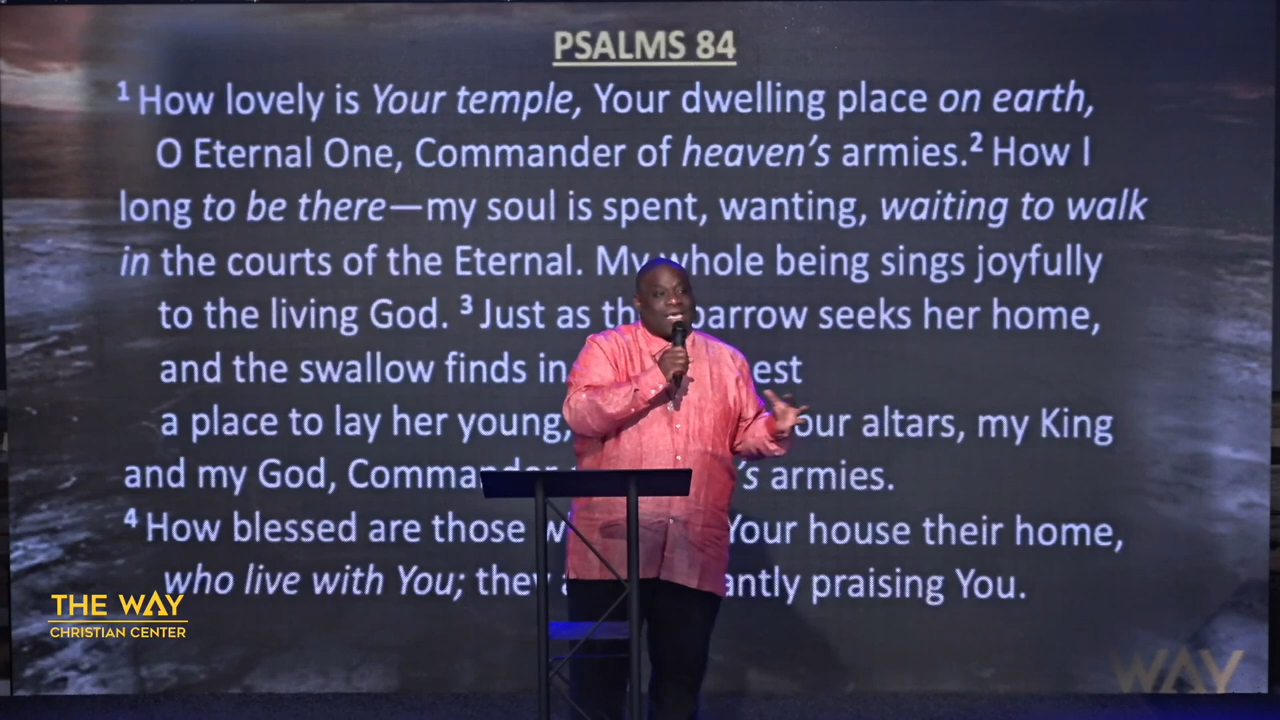 PSALMS 84
1 How lovely is Your temple, Your dwelling place on earth,
O Eternal One, Commander of heaven's armies.2 How I
long to be there—my soul is spent, wanting, waiting to walk
in the courts of the Eternal. My whole being sings joyfully
to the living God. 3 Just as th parrow seeks her home,
and the swallow finds in est
a place to lay her young, our altars, my King
and my God, Commander 's armies.
4 How blessed are those w Your house their home,
who live with You; they antly praising You.
THE WAY
CHRISTIAN CENTER
WAY